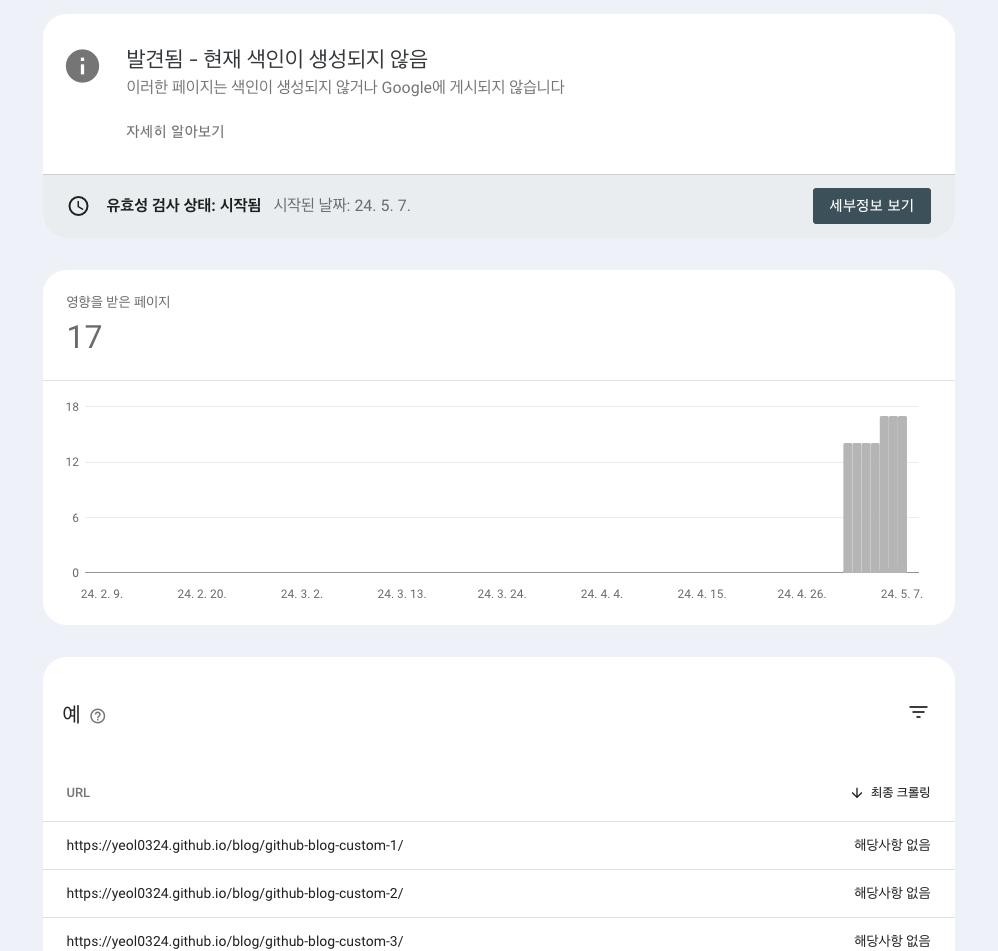 발견됨 - 현재 색인이 생성되지 않음
이러한 페이지는 색인이 생성되지 않거나 Google에 게시되지 않습니다
자세히 알아보기
유효성 검사 상태: 시작됨 시작된 날짜: 24. 5. 7.
세부정보 보기
영향을 받은 페이지
17
18
12
6
0
24. 2. 9. 24. 2. 20. 24. 3. 2. 24. 3. 13. 24. 3. 24. 24. 4. 4. 24. 4. 15. 24. 4. 26. 24. 5. 7.
예
URL 최종 크롤링
https://yeol0324.github.io/blog/github-blog-custom-1/ 해당사항 없음
https://yeol0324.github.io/blog/github-blog-custom-2/ 해당사항 없음
https://yeol0324.github.io/blog/github-blog-custom-3/ 해당사항 없음